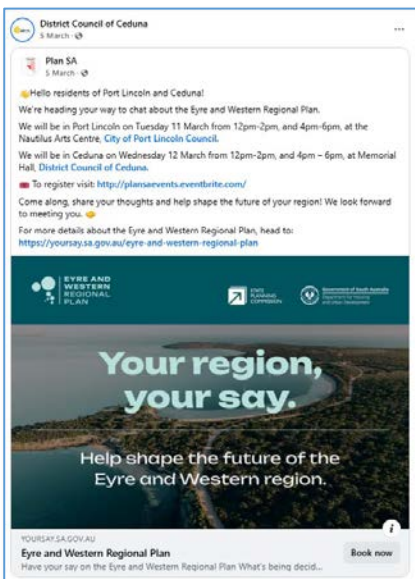 District Council of Ceduna
5 March ·
Plan SA
5 March ·
👋Hello residents of Port Lincoln and Ceduna!
We're heading your way to chat about the Eyre and Western Regional Plan.
We will be in Port Lincoln on Tuesday 11 March from 12pm-2pm, and 4pm-6pm, at the
Nautilus Arts Centre, City of Port Lincoln Council.
We will be in Ceduna on Wednesday 12 March from 12pm-2pm, and 4pm – 6pm, at Memorial
Hall, District Council of Ceduna.
🎟 To register visit: http://plansaevents.eventbrite.com/
Come along, share your thoughts and help shape the future of your region! We look forward
to meeting you. 🤝
For more details about the Eyre and Western Regional Plan, head to:
https://yoursay.sa.gov.au/eyre-and-western-regional-plan
EYRE AND
WESTERN
REGIONAL
PLAN
STATE
PLANNING
COMMISSION
Government of South Australia
Department for Housing
and Urban Development
Your region,
your say.
Help shape the future of the
Eyre and Western region.
YOURSAY.SA.GOV.AU
Eyre and Western Regional Plan
Have your say on the Eyre and Western Regional Plan What's being decid...
Book now